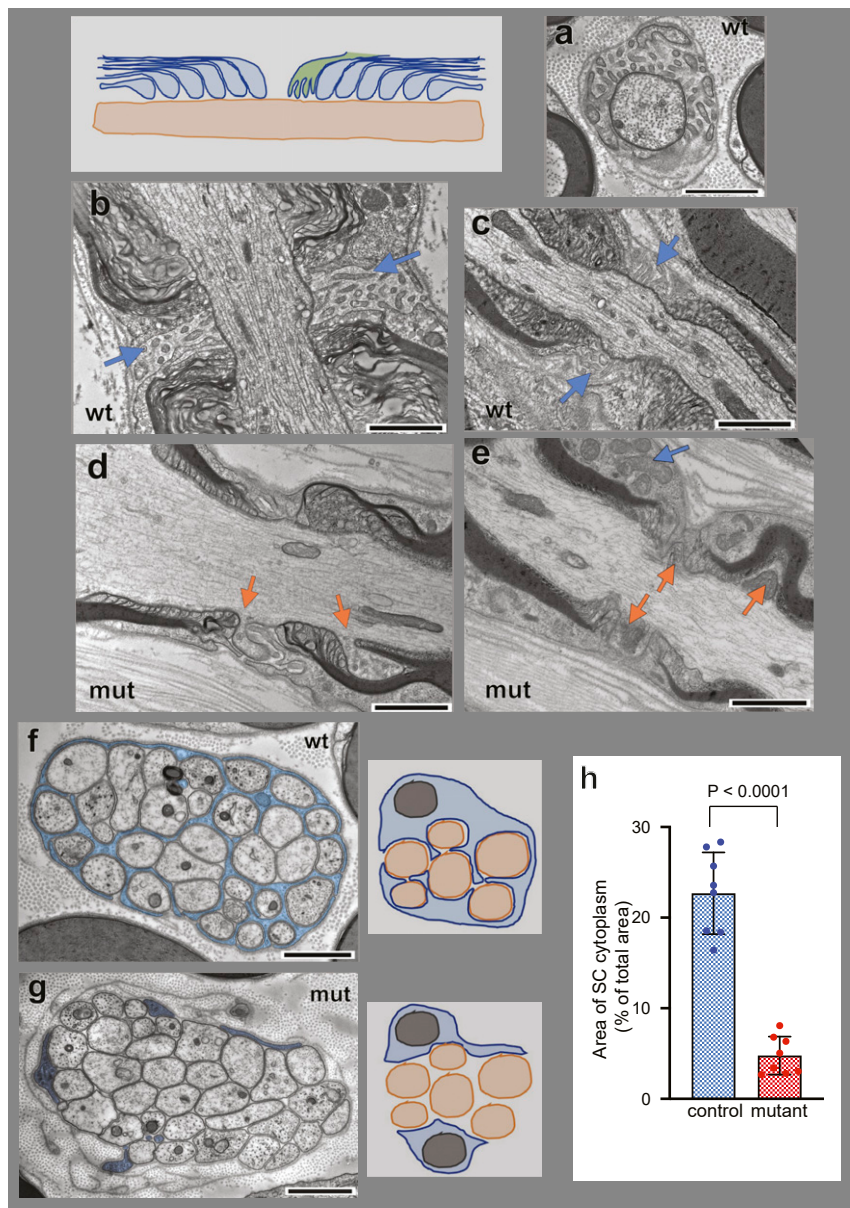 a
wt
b
wt
c
wt
d
mut
e
mut
f
wt
g
mut
h
P < 0.0001
30
20
10
0
Area of SC cytoplasm
(% of total area)
control mutant